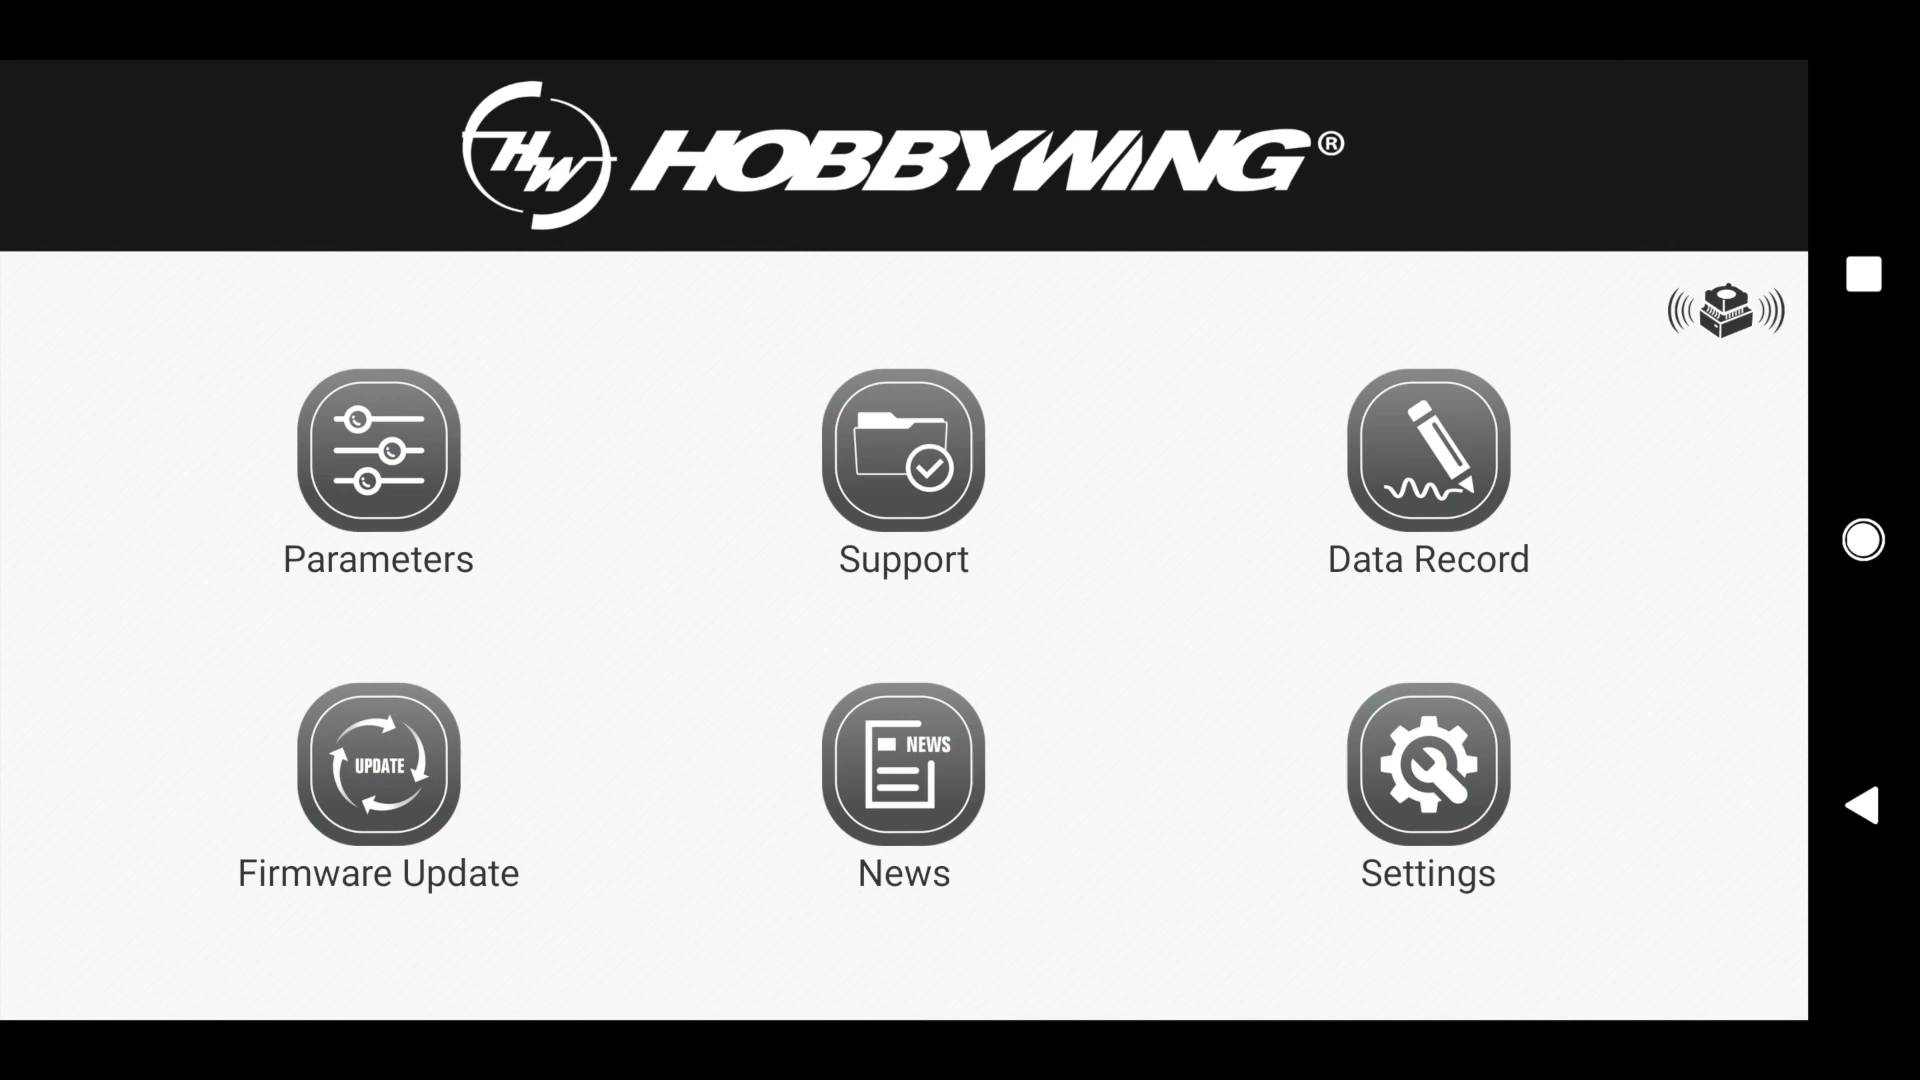 HW HOBBYWING®
Parameters
Support
Data Record
UPDATE
NEWS
Firmware Update
News
Settings